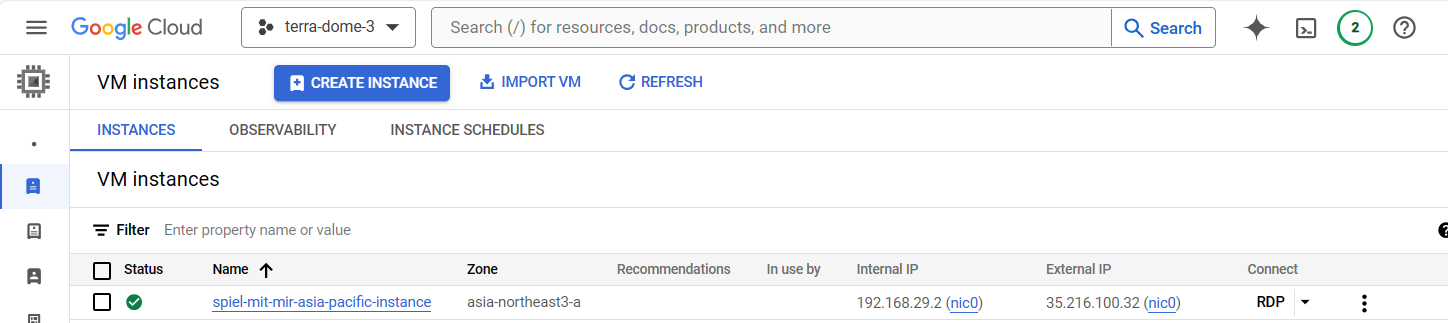 Google Cloud terra-dome-3 Search (/) for resources, docs, products, and more Search 2
VM instances CREATE INSTANCE IMPORT VM REFRESH
INSTANCES OBSERVABILITY INSTANCE SCHEDULES
VM instances
Filter Enter property name or value
Status Name Zone Recommendations In use by Internal IP External IP Connect
spiel-mit-mir-asia-pacific-instance asia-northeast3-a 192.168.29.2 (nic0) 35.216.100.32 (nic0) RDP